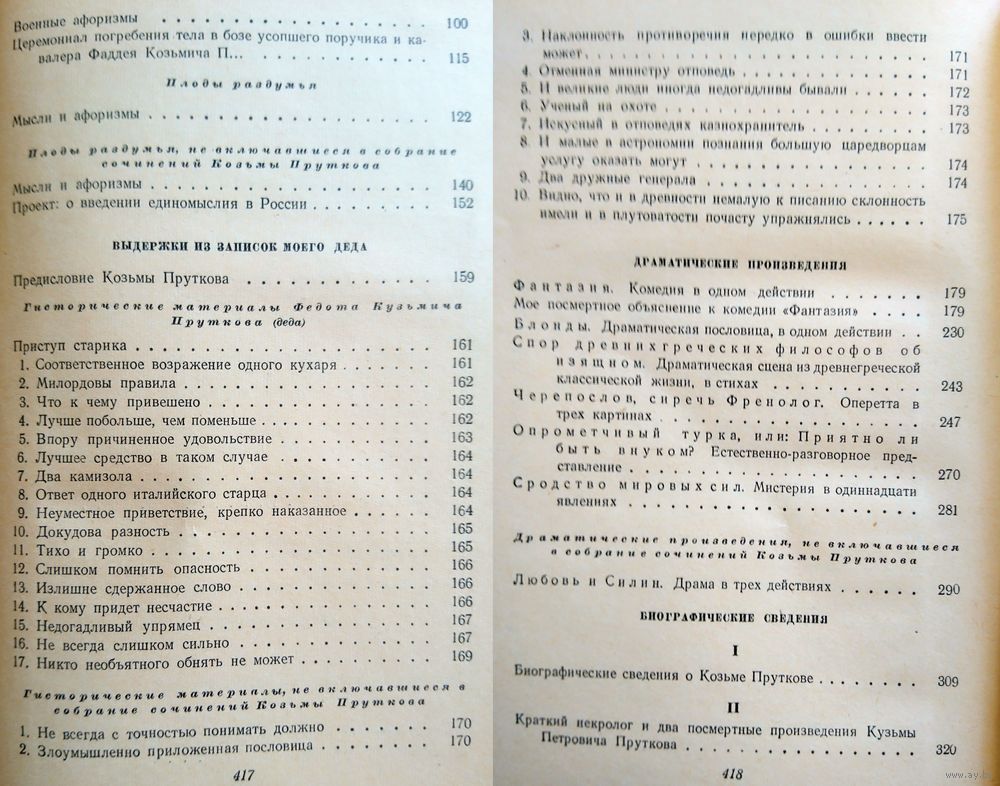 Военные афоризмы . . . . . . . . . . . . . . . . 100
Церемониал погребения тела в бозе усопшего поручика и ка-
валера Фаддея Козьмича П... . . . . . . . . . . 115
Плоды раздумья
Мысли и афоризмы . . . . . . . . . . . . . . . . 122
Плоды раздумья, не включавшиеся в собрание
сочинений Козьмы Пруткова
Мысли и афоризмы . . . . . . . . . . . . . . . . 140
Проект: о введении единомыслия в России . . . . . . . 152
ВЫДЕРЖКИ ИЗ ЗАПИСОК МОЕГО ДЕДА
Предисловие Козьмы Пруткова . . . . . . . . . . . 159
Гисторические материалы Федота Кузьмича
Пруткова (деда)
Приступ старика . . . . . . . . . . . . . . . . . 161
1. Соответственное возражение одного кухаря . . . . . . 161
2. Милордовы правила . . . . . . . . . . . . . . 162
3. Что к чему привешено . . . . . . . . . . . . . 162
4. Лучше побольше, чем поменьше . . . . . . . . . . 162
5. Впору причиненное удовольствие . . . . . . . . . 163
6. Лучшее средство в таком случае . . . . . . . . . 164
7. Два камизола . . . . . . . . . . . . . . . . . 164
8. Ответ одного италийского старца . . . . . . . . . 164
9. Неуместное приветствие, крепко наказанное . . . . . . 164
10. Докудова разность . . . . . . . . . . . . . . 165
11. Тихо и громко . . . . . . . . . . . . . . . . 165
12. Слишком помнить опасность . . . . . . . . . . . 166
13. Излишне сдержанное слово . . . . . . . . . . . 166
14. К кому придет несчастие . . . . . . . . . . . . 166
15. Недогадливый упрямец . . . . . . . . . . . . . 167
16. Не всегда слишком сильно . . . . . . . . . . . 167
17. Никто необъятного обнять не может . . . . . . . . 169
Гисторические материалы, не включавшиеся в
собрание сочинений Козьмы Пруткова
1. Не всегда с точностью понимать должно . . . . . . 170
2. Злоумышленно приложенная пословица . . . . . . . 170
417
3. Наклонность противоречия нередко в ошибки ввести
может . . . . . . . . . . . . . . . . . . . . 171
4. Отменная министру отповедь . . . . . . . . . . . 171
5. И великие люди иногда недогадливы бывали . . . . . . 172
6. Ученый на охоте . . . . . . . . . . . . . . . . 173
7. Искусный в отповедях казнохранитель . . . . . . . . 173
8. И малые в астрономии познания большую царедворцам
услугу оказать могут . . . . . . . . . . . . . . 174
9. Два дружные генерала . . . . . . . . . . . . . . 174
10. Видно, что и в древности немалую к писанию склонность
имели и в плутоватости почасту упражнялись . . . . . . 175
ДРАМАТИЧЕСКИЕ ПРОИЗВЕДЕНИЯ
Фантазия. Комедия в одном действии . . . . . . . 179
Мое посмертное объяснение к комедии «Фантазия» . . . . 179
Блонды. Драматическая пословица, в одном действии . . 230
Спор древних греческих философов об
изящном. Драматическая сцена из древнегреческой
классической жизни, в стихах . . . . . . . . . . . 243
Черепослов, сиречь Френолог. Оперетта в
трех картинах . . . . . . . . . . . . . . . . . 247
Опрометчивый турка, или: Приятно ли
быть внуком? Естественно-разговорное пред-
ставление . . . . . . . . . . . . . . . . . . . 270
Сродство мировых сил. Мистерия в одиннадцати
явлениях . . . . . . . . . . . . . . . . . . . 281
Драматические произведения, не включавшиеся
в собрание сочинений Козьмы Пруткова
Любовь и Силин. Драма в трех действиях . . . . . . 290
БИОГРАФИЧЕСКИЕ СВЕДЕНИЯ
I
Биографические сведения о Козьме Пруткове . . . . . . . 309
II
Краткий некролог и два посмертные произведения Кузьмы
Петровича Пруткова . . . . . . . . . . . . . . . 320
418